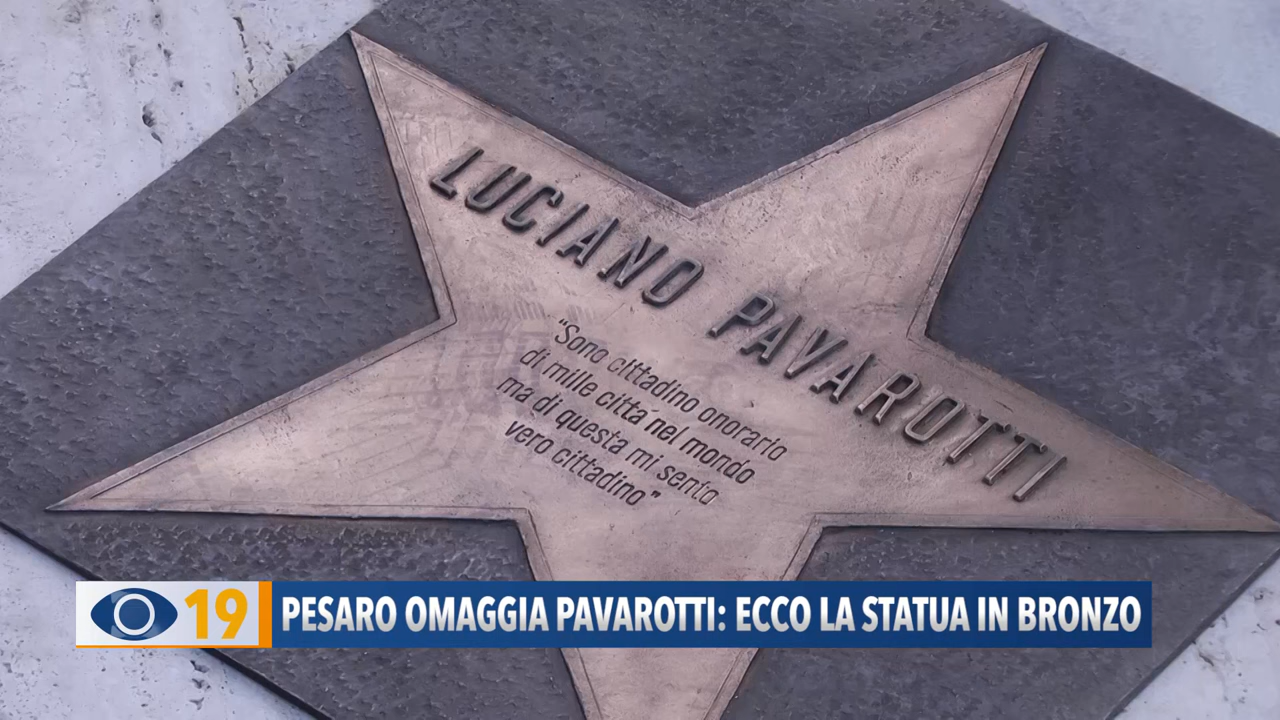 LUCIANO PAVAROTTI
"Sono cittadino onorario
di mille cittá nel mondo
ma di questa mi sento
vero cittadino"
19 PESARO OMAGGIA PAVAROTTI: ECCO LA STATUA IN BRONZO